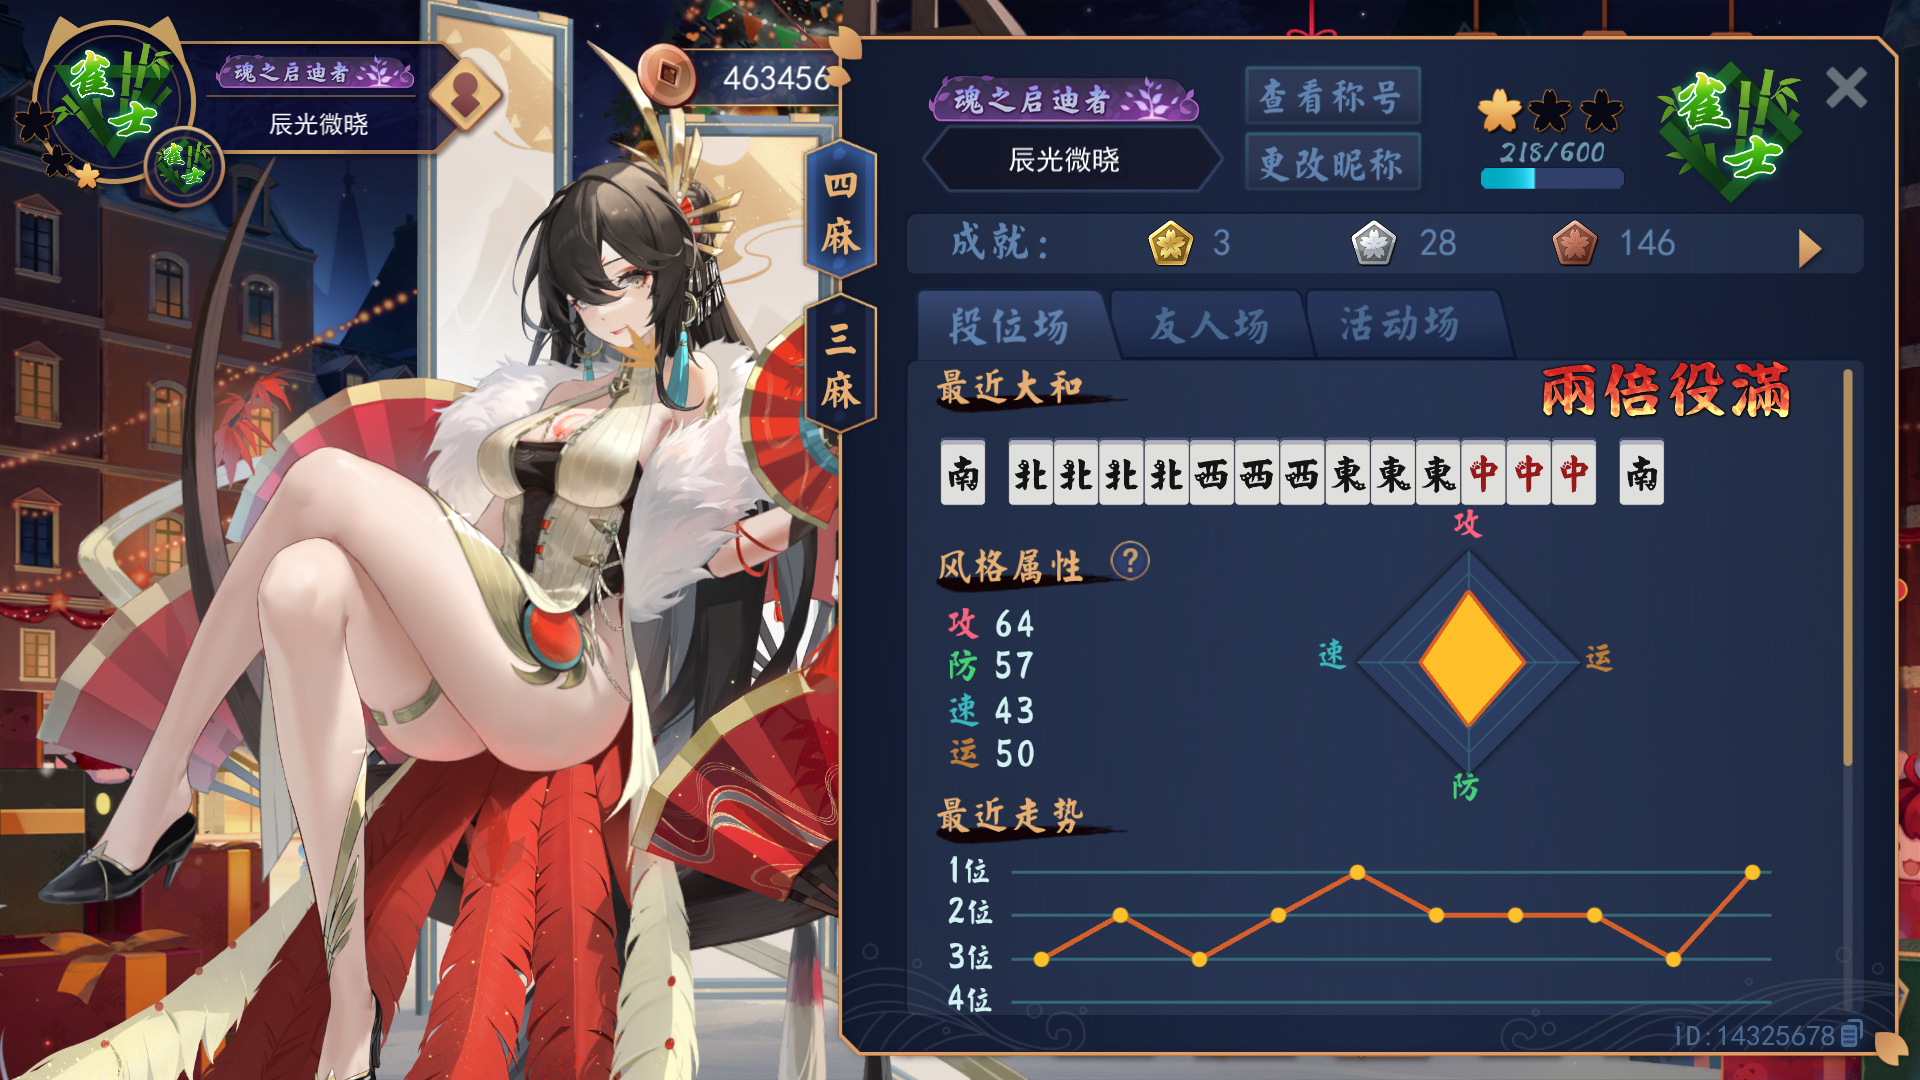 雀士
魂之启迪者
辰光微晓
雀士
463456
四麻
三麻
魂之启迪者
辰光微晓
查看称号
更改昵称
218/600
雀士
成就：
3
28
146
段位场
友人场
活动场
最近大和
兩倍役滿
南 北北北北西西西東東東中中中 南
风格属性
?
攻 64
防 57
速 43
运 50
攻
速
运
防
最近走势
1位
2位
3位
4位
ID:14325678